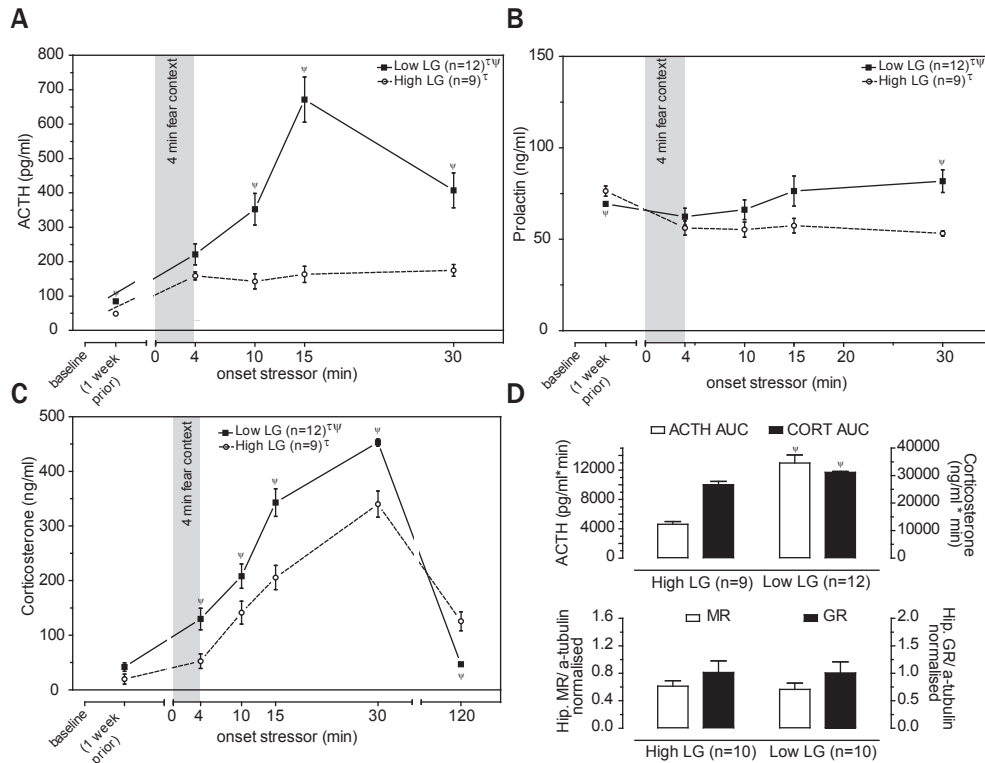 A
ACTH (pg/ml)
800
700
600
500
400
300
200
100
0
4 min fear context
Low LG (n=12)τψ
High LG (n=9)τ
ψ
ψ
ψ
ψ
baseline
(1 week
prior)
0 4 10 15 30
onset stressor (min)
B
Prolactin (ng/ml)
150
100
50
0
4 min fear context
Low LG (n=12)τψ
High LG (n=9)τ
ψ
ψ
baseline
(1 week
prior)
0 4 10 15 20 30
onset stressor (min)
C
Corticosterone (ng/ml)
500
400
300
200
100
0
4 min fear context
Low LG (n=12)τψ
High LG (n=9)τ
ψ
ψ
ψ
ψ
ψ
baseline
(1 week
prior)
0 4 10 15 30 120
onset stressor (min)
D
ACTH AUC CORT AUC
ACTH (pg/ml*min)
12000
8000
4000
0
ψ
ψ
40000
30000
20000
10000
0
Corticosterone
(ng/ml * min)
High LG (n=9) Low LG (n=12)
MR GR
Hip. MR/ a-tubulin
normalised
1.6
1.2
0.8
0.4
0.0
2.0
1.5
1.0
0.5
0.0
Hip. GR/ a-tubulin
normalised
High LG (n=10) Low LG (n=10)